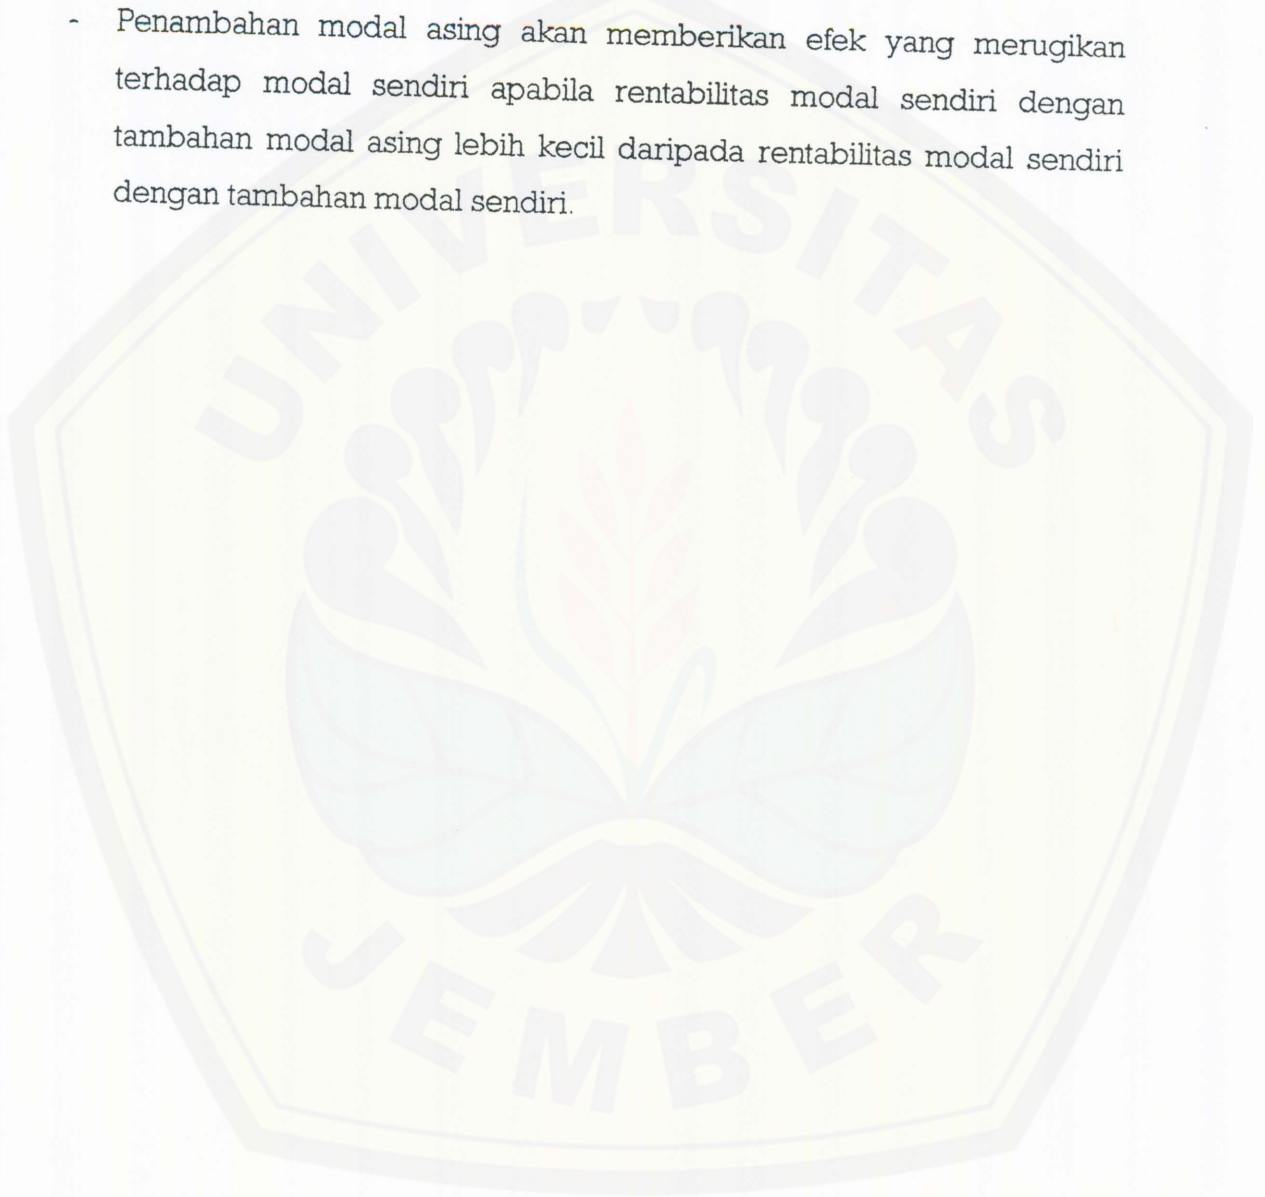 - Penambahan modal asing akan memberikan efek yang merugikan
terhadap modal sendiri apabila rentabilitas modal sendiri dengan
tambahan modal asing lebih kecil daripada rentabilitas modal sendiri
dengan tambahan modal sendiri.
UNIVERSITAS
JEMBER